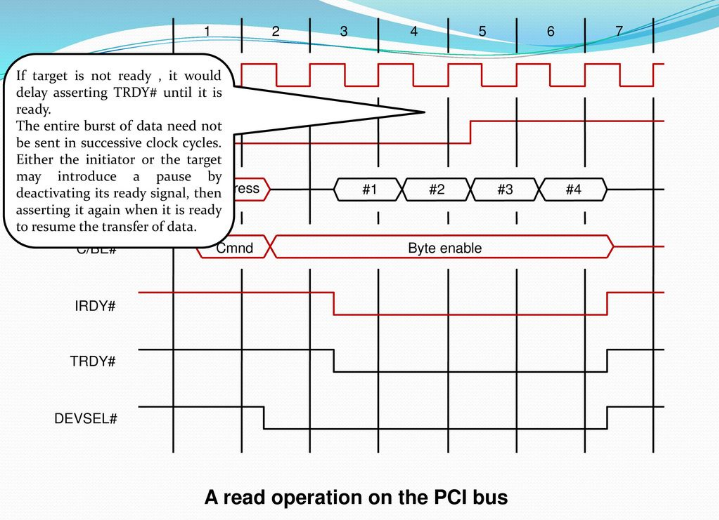 1 2 3 4 5 6 7
If target is not ready , it would
delay asserting TRDY# until it is
ready.
The entire burst of data need not
be sent in successive clock cycles.
Either the initiator or the target
may introduce a pause by
deactivating its ready signal, then
asserting it again when it is ready
to resume the transfer of data.
ress #1 #2 #3 #4
C/BE# Cmnd Byte enable
IRDY#
TRDY#
DEVSEL#
A read operation on the PCI bus